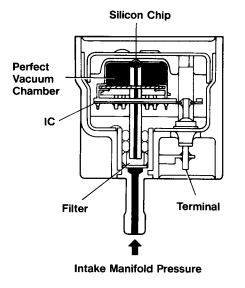 Silicon Chip
Perfect
Vacuum
Chamber
IC
Filter
Terminal
Intake Manifold Pressure